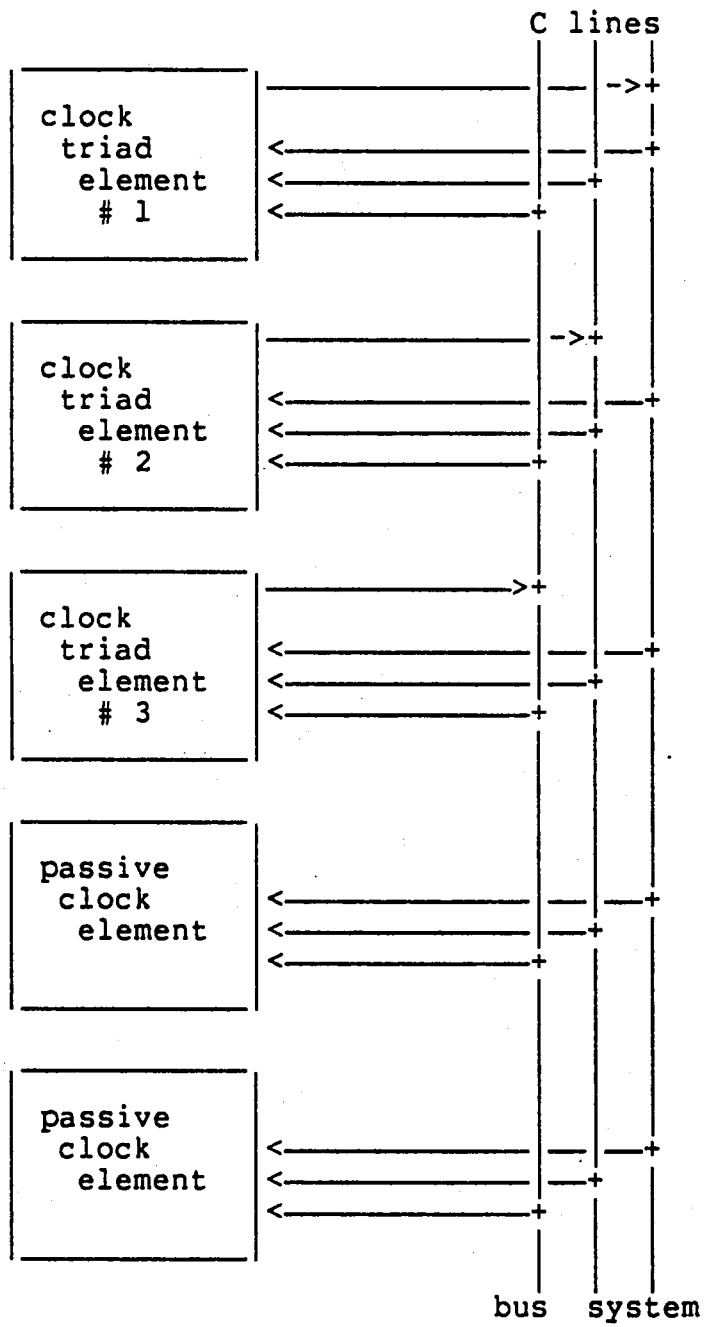 C lines
clock
triad
element
# 1
clock
triad
element
# 2
clock
triad
element
# 3
passive
clock
element
passive
clock
element
bus system